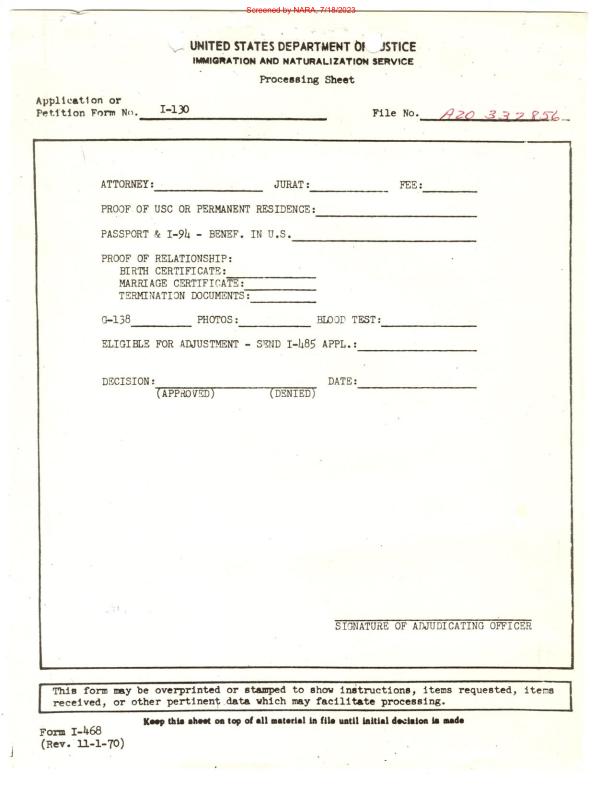 Screened by NARA, 7/18/2023
UNITED STATES DEPARTMENT OF JUSTICE
IMMIGRATION AND NATURALIZATION SERVICE
Processing Sheet
Application or
Petition Form No. I-130 File No. A20 332 856
ATTORNEY: JURAT: FEE:
PROOF OF USC OR PERMANENT RESIDENCE:
PASSPORT & I-94 - BENEF. IN U.S.
PROOF OF RELATIONSHIP:
BIRTH CERTIFICATE:
MARRIAGE CERTIFICATE:
TERMINATION DOCUMENTS:
G-138 PHOTOS: BLOOD TEST:
ELIGIBLE FOR ADJUSTMENT - SEND I-485 APPL.:
DECISION: DATE:
(APPROVED) (DENIED)
SIGNATURE OF ADJUDICATING OFFICER
This form may be overprinted or stamped to show instructions, items requested, items
received, or other pertinent data which may facilitate processing.
Keep this sheet on top of all material in file until initial decision is made
Form I-468
(Rev. 11-1-70)